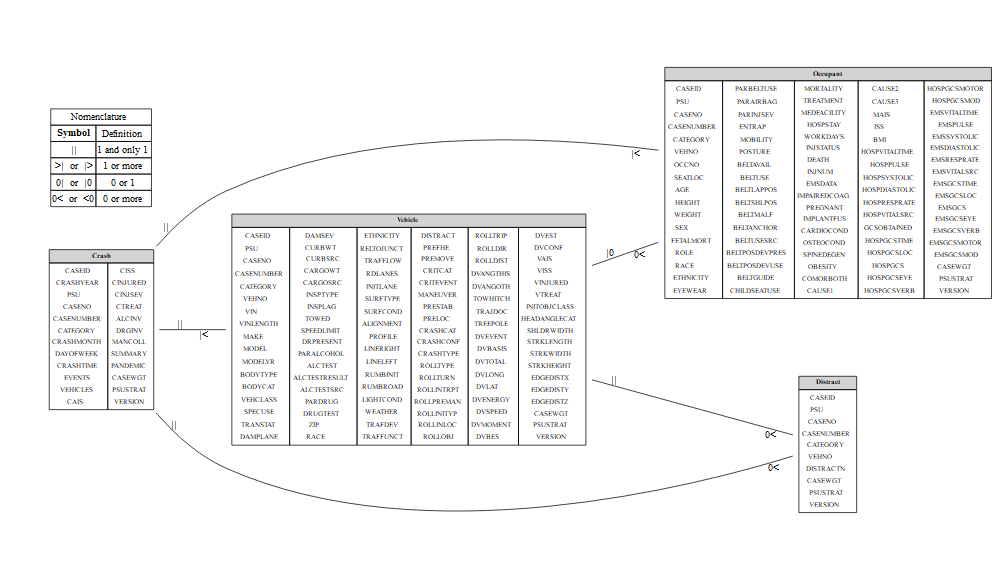 Nomenclature
Symbol Definition
|| 1 and only 1
>| or |> 1 or more
0| or |0 0 or 1
0< or <0 0 or more
Crash
CASEID CISS
CRASHYEAR CINJURED
PSU CINJSEV
CASENO CTREAT
CASENUMBER ALCINV
CATEGORY DRGINV
CRASHMONTH MANCOLL
DAYOFWEEK SUMMARY
CRASHTIME PANDEMIC
EVENTS CASEWGT
VEHICLES PSUSTRAT
CAIS VERSION
||
||
||
|<
Vehicle
CASEID
PSU
CASENO
CASENUMBER
CATEGORY
VEHNO
VIN
VINLENGTH
MAKE
MODEL
MODELYR
BODYTYPE
BODYCAT
VEHCLASS
SPECUSE
TRANSTAT
DAMPLANE
DAMSEV
CURBWT
CURBSRC
CARGOWT
CARGOSRC
INSPTYPE
INSPLAG
TOWED
SPEEDLIMIT
DRPRESENT
PARALCOHOL
ALCTEST
ALCTESTRESULT
ALCTESTSRC
PARDRUG
DRUGTEST
ZIP
RACE
ETHNICITY
RELTOJUNCT
TRAFFLOW
RDLANES
INITLANE
SURFTYPE
SURFCOND
ALIGNMENT
PROFILE
LINERIGHT
LINELEFT
RUMBINIT
RUMBROAD
LIGHTCOND
WEATHER
TRAFDEV
TRAFFUNCT
DISTRACT
PREFHE
PREMOVE
CRITCAT
CRITEVENT
MANEUVER
PRESTAB
PRELOC
CRASHCAT
CRASHCONF
CRASHTYPE
ROLLTYPE
ROLLTURN
ROLLINTRPT
ROLLPREMAN
ROLLINITYP
ROLLINLOC
ROLLOBJ
ROLLTRIP
ROLLDIR
ROLLDIST
DVANGTHIS
DVANGOTH
TOWHITCH
TRAJDOC
TREEPOLE
DVEVENT
DVBASIS
DVTOTAL
DVLONG
DVLAT
DVENERGY
DVSPEED
DVMOMENT
DVBES
DVEST
DVCONF
VAIS
VISS
VINJURED
VTREAT
INITOBJCLASS
HEADANGLECAT
SHLDRWIDTH
STRKLENGTH
STRKWIDTH
STRKHEIGHT
EDGEDISTX
EDGEDISTY
EDGEDISTZ
CASEWGT
PSUSTRAT
VERSION
|<
|0
0<
||
0<
0<
Occupant
CASEID
PSU
CASENO
CASENUMBER
CATEGORY
VEHNO
OCCNO
SEATLOC
AGE
HEIGHT
WEIGHT
SEX
FETALMORT
ROLE
RACE
ETHNICITY
EYEWEAR
PARBELTUSE
PARAIRBAG
PARINJSEV
ENTRAP
MOBILITY
POSTURE
BELTAVAIL
BELTUSE
BELTLAPPOS
BELTSHLPOS
BELTMALF
BELTANCHOR
BELTUSESRC
BELTPOSDEVPRES
BELTPOSDEVUSE
BELTGUIDE
CHILDSEATUSE
MORTALITY
TREATMENT
MEDFACILITY
HOSPSTAY
WORKDAYS
INJSTATUS
DEATH
INJNUM
EMSDATA
IMPAIREDCOAG
PREGNANT
IMPLANTFUS
CARDIOCOND
OSTEOCOND
SPINEDEGEN
OBESITY
COMORBOTH
CAUSE1
CAUSE2
CAUSE3
MAIS
ISS
BMI
HOSPVITALTIME
HOSPPULSE
HOSPSYSTOLIC
HOSPDIASTOLIC
HOSPRESPRATE
HOSPVITALSRC
GCSOBTAINED
HOSPGCSTIME
HOSPGCSLOC
HOSPGCS
HOSPGCSEYE
HOSPGCSVERB
HOSPGCSMOTOR
HOSPGCSMOD
EMSVITALTIME
EMSPULSE
EMSSYSTOLIC
EMSDIASTOLIC
EMSRESPRATE
EMSVITALSRC
EMSGCSTIME
EMSGCSLOC
EMSGCS
EMSGCSEYE
EMSGCSVERB
EMSGCSMOTOR
EMSGCSMOD
CASEWGT
PSUSTRAT
VERSION
Distract
CASEID
PSU
CASENO
CASENUMBER
CATEGORY
VEHNO
DISTRACTN
CASEWGT
PSUSTRAT
VERSION